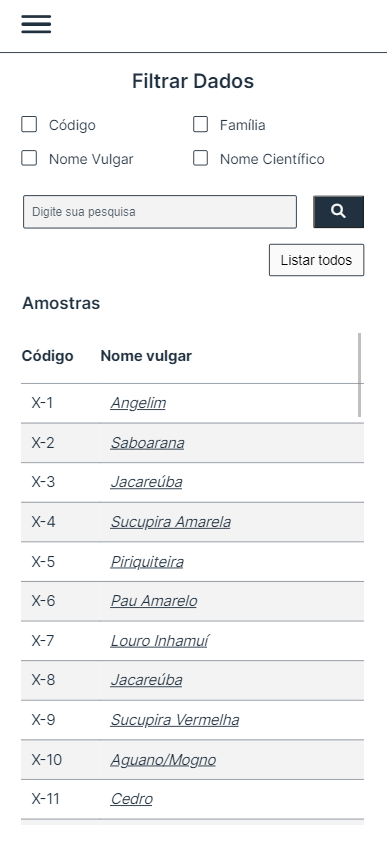 Filtrar Dados
Código Família
Nome Vulgar Nome Científico
Digite sua pesquisa
Listar todos
Amostras
Código Nome vulgar
X-1 Angelim
X-2 Saboarana
X-3 Jacareúba
X-4 Sucupira Amarela
X-5 Piriquiteira
X-6 Pau Amarelo
X-7 Louro Inhamuí
X-8 Jacareúba
X-9 Sucupira Vermelha
X-10 Aguano/Mogno
X-11 Cedro